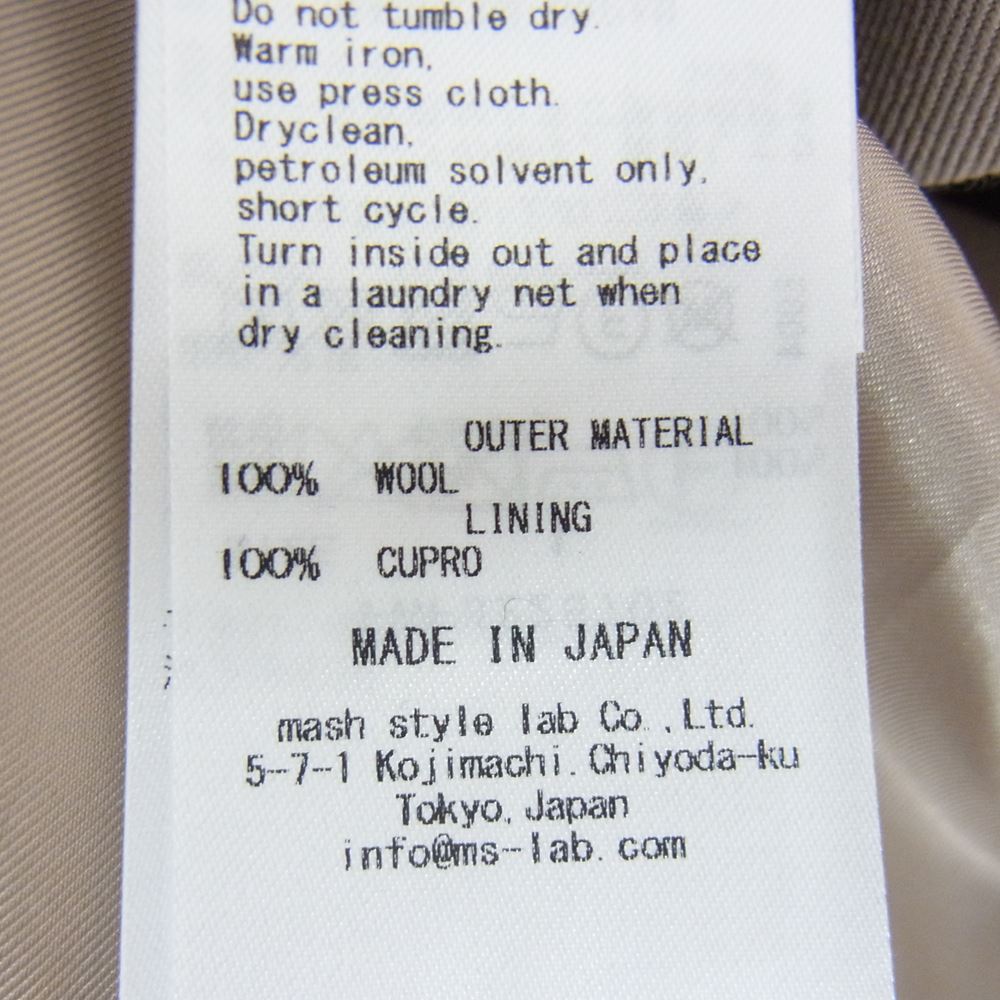 Do not tumble dry.
Warm iron,
use press cloth.
Dryclean,
petroleum solvent only,
short cycle.
Turn inside out and place
in a laundry net when
dry cleaning.
OUTER MATERIAL
100% WOOL
LINING
100% CUPRO
MADE IN JAPAN
mash style lab Co.,Ltd.
5-7-1 Kojimachi.Chiyoda-ku
Tokyo,Japan
info@ms-lab.com